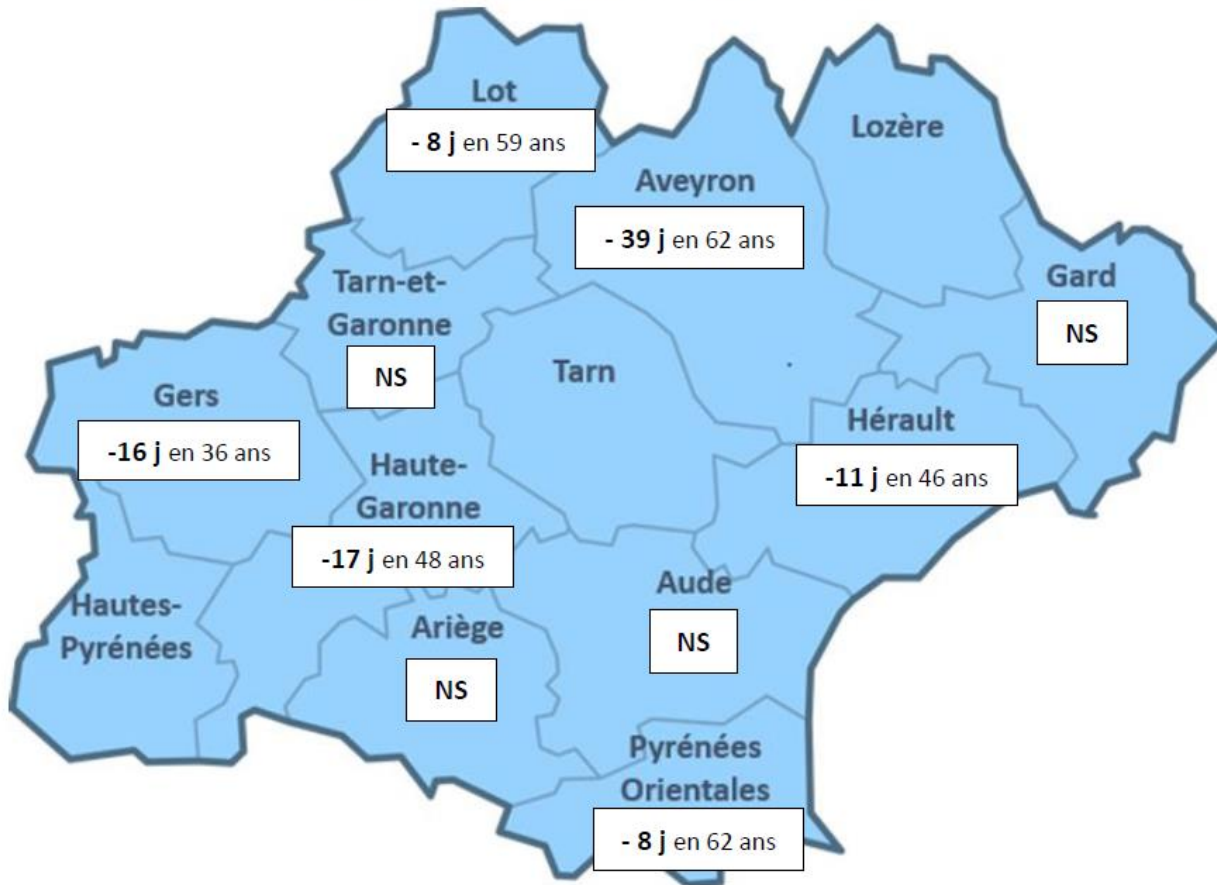 Lot
- 8 j en 59 ans
Lozère
Aveyron
- 39 j en 62 ans
Gard
NS
Tarn-et-
Garonne
NS
Tarn
Gers
-16 j en 36 ans
Hérault
-11 j en 46 ans
Haute-
Garonne
-17 j en 48 ans
Aude
NS
Hautes-
Pyrénées
Ariège
NS
Pyrénées
Orientales
- 8 j en 62 ans